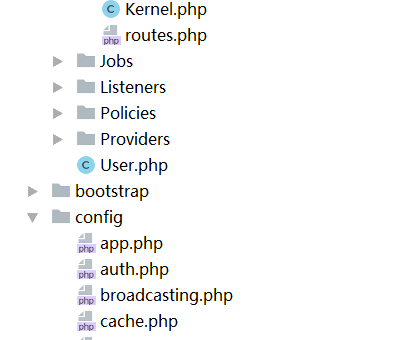 Kernel.php
routes.php
Jobs
Listeners
Policies
Providers
User.php
bootstrap
config
app.php
auth.php
broadcasting.php
cache.php